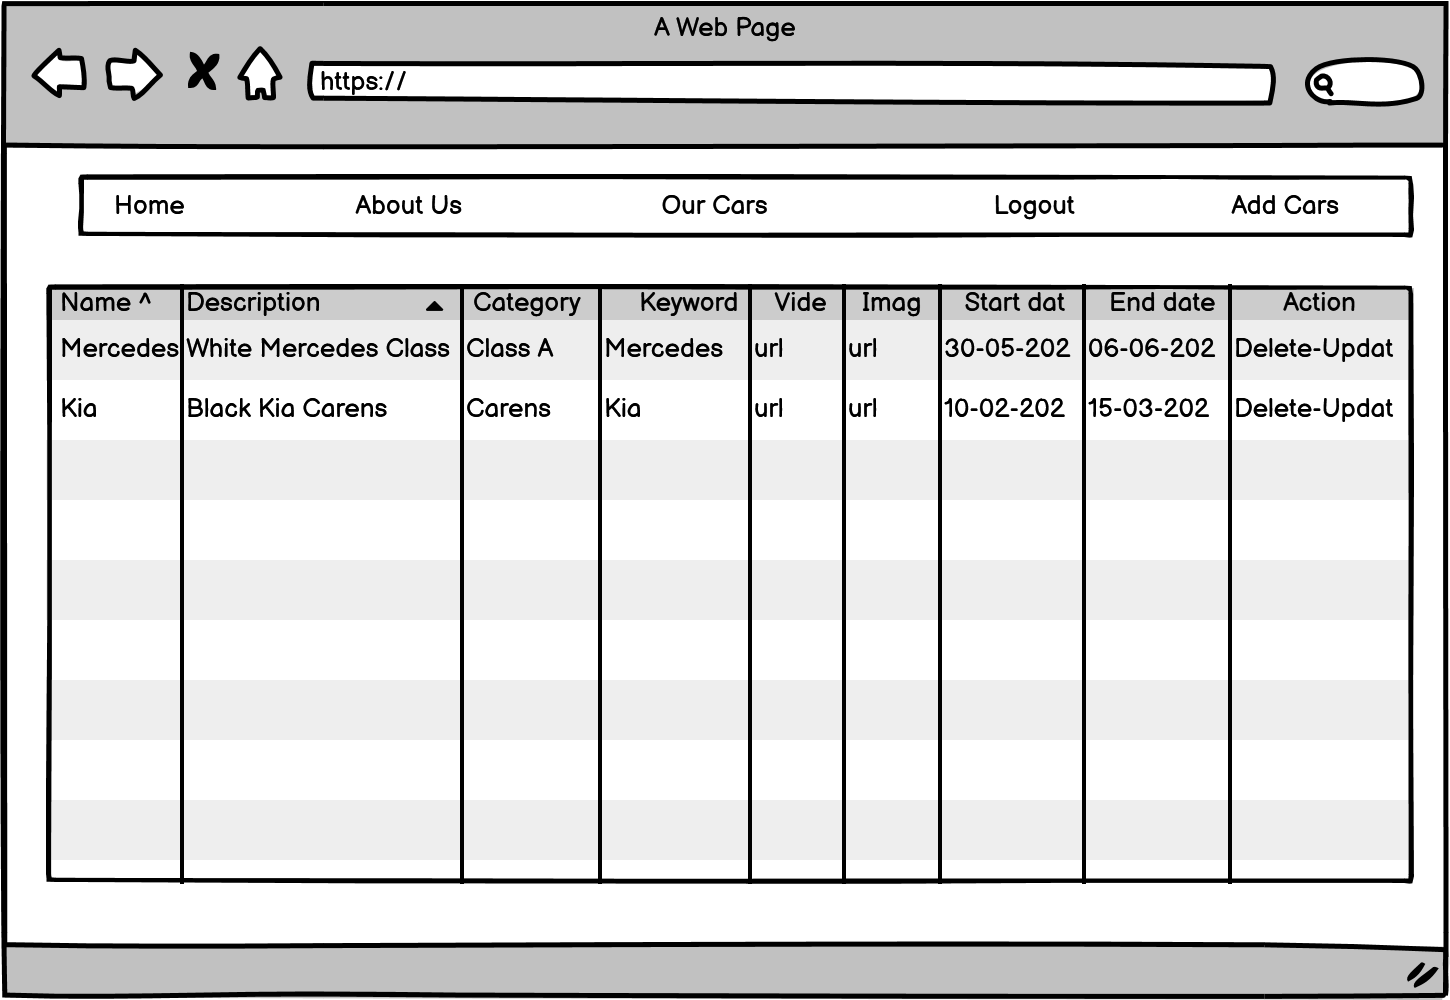 A Web Page
https://
Home About Us Our Cars Logout Add Cars
Name ^ Description Category Keyword Vide Imag Start dat End date Action
Mercedes White Mercedes Class Class A Mercedes url url 30-05-202 06-06-202 Delete-Updat
Kia Black Kia Carens Carens Kia url url 10-02-202 15-03-202 Delete-Updat